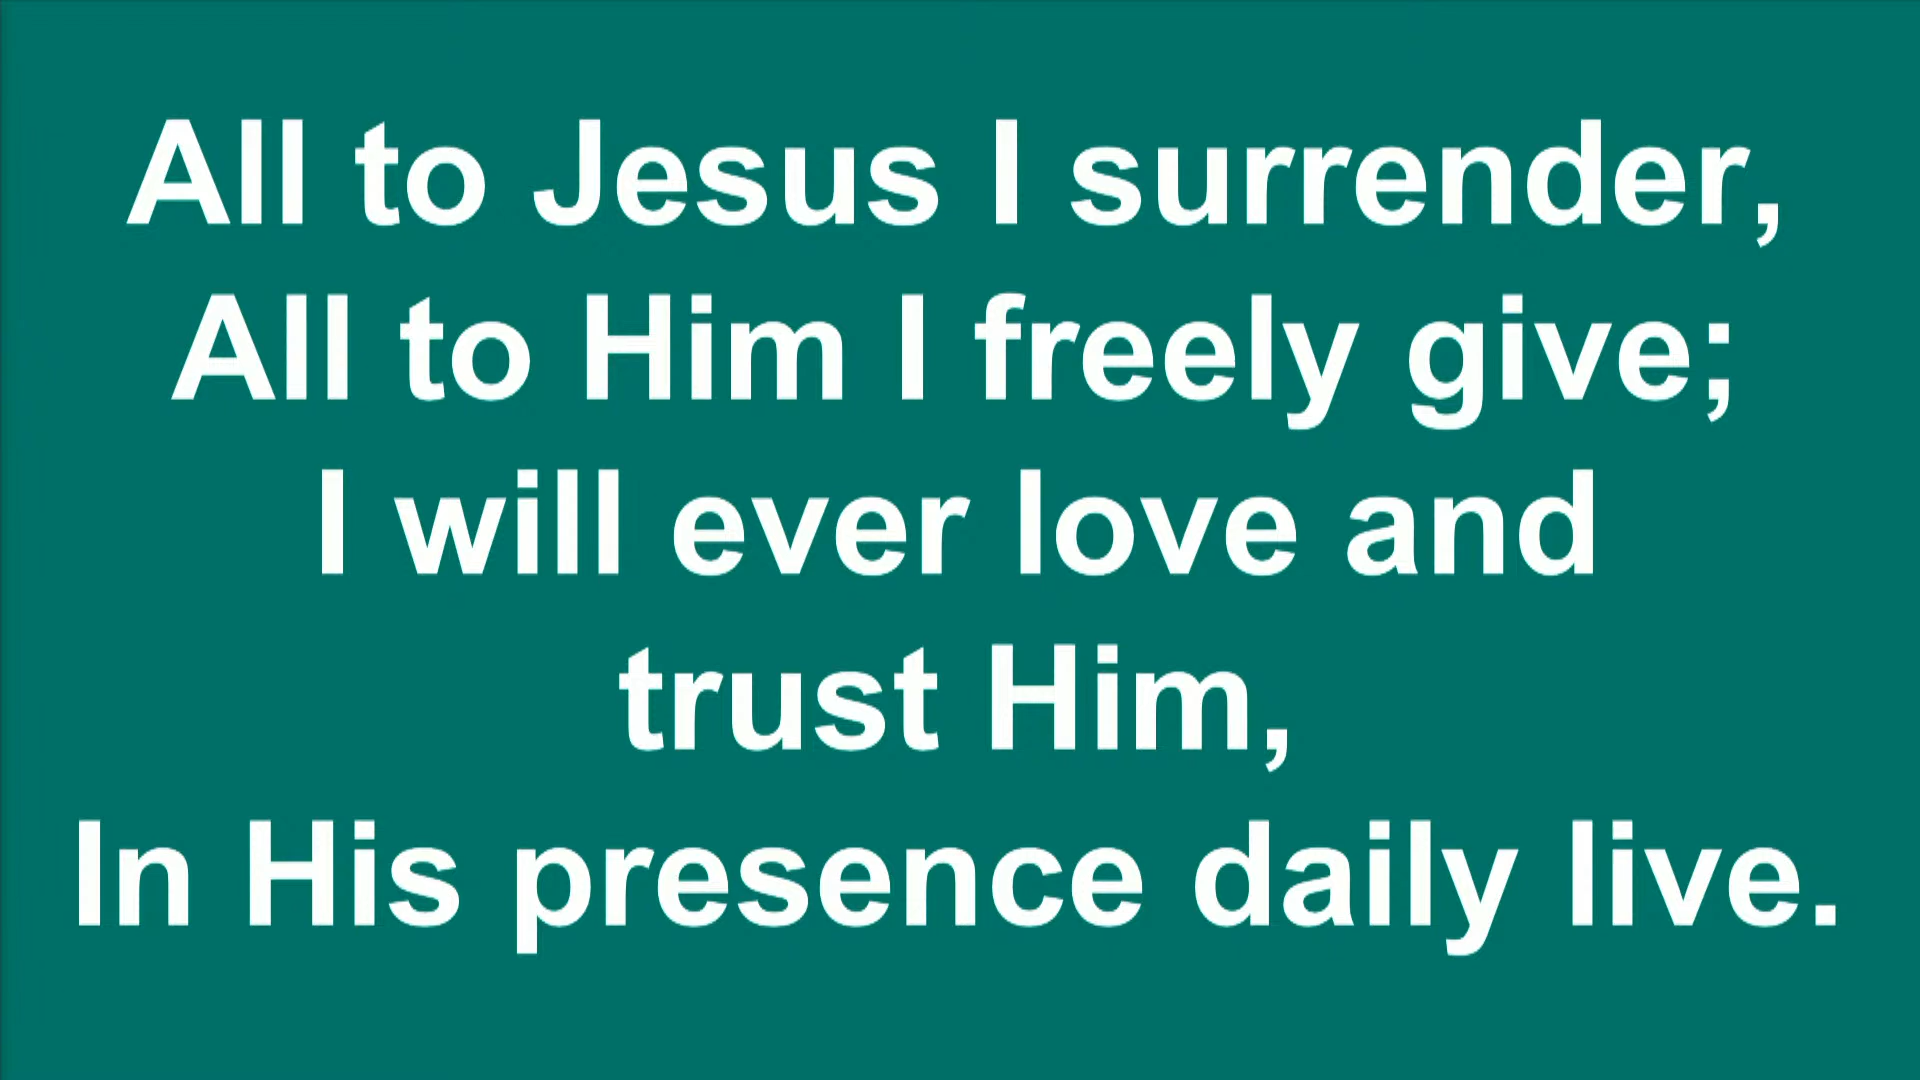 All to Jesus I surrender,
All to Him I freely give;
I will ever love and
trust Him,
In His presence daily live.